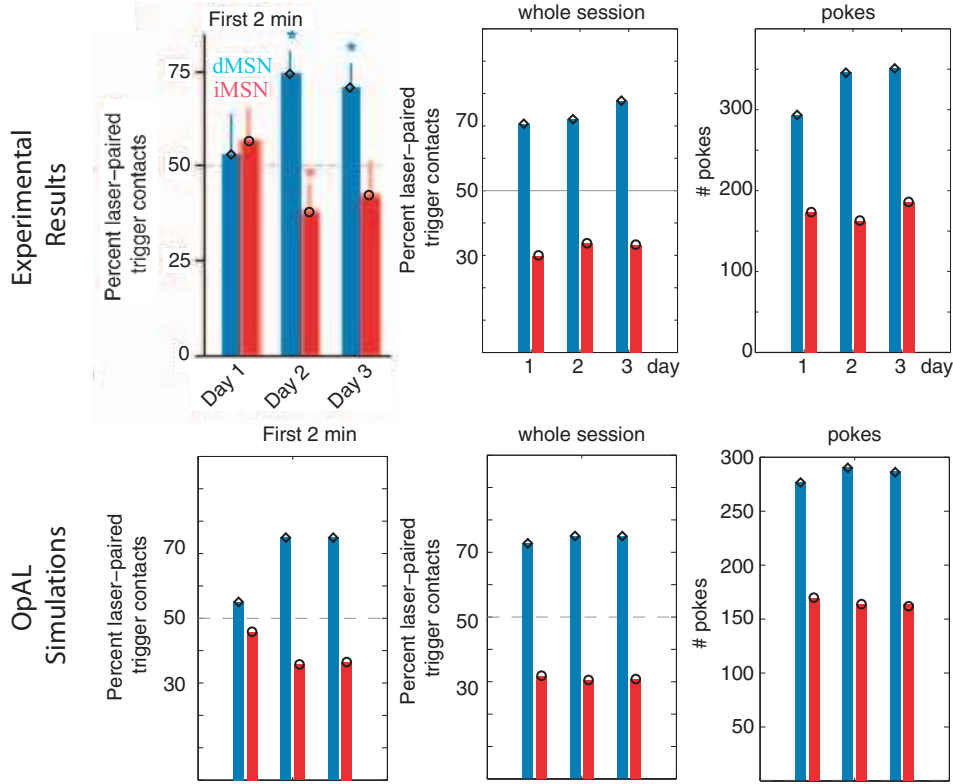 Experimental
Results
First 2 min
Percent laser-paired
trigger contacts
75
50
25
0
dMSN
iMSN
*
*
*
Day 1
Day 2
Day 3
whole session
Percent laser-paired
trigger contacts
70
50
30
1 2 3 day
pokes
# pokes
300
200
100
0
1 2 3 day
OpAL
Simulations
First 2 min
Percent laser-paired
trigger contacts
70
50
30
whole session
Percent laser-paired
trigger contacts
70
50
30
pokes
# pokes
300
250
200
150
100
50